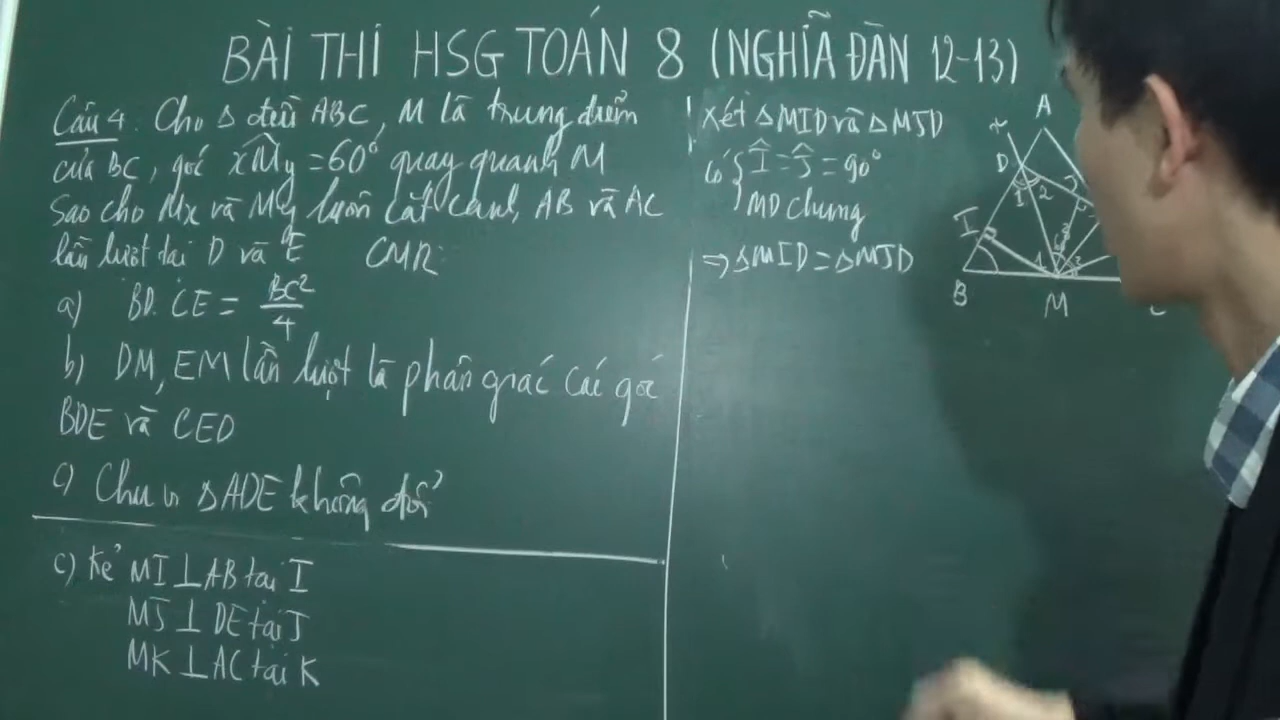 BÀI THI HSG TOÁN 8 (NGHĨA ĐÀN 12-13)
Câu 4: Cho Δ đều ABC, M là trung điểm
của BC, góc xMy = 60° quay quanh M
Sao cho Mx và My luôn cắt cạnh AB và AC
lần lượt tại D và E CMR:
a) BD.CE = BC²/4
b) DM, EM lần lượt là phân giác các góc
BDE và CED
c) Chu vi ΔADE không đổi
c) Kẻ MI ⊥ AB tại I
MJ ⊥ DE tại J
MK ⊥ AC tại K
Xét ΔMID và ΔMJD
có { Î = Ĵ = 90°
MD chung
⇒ ΔMID = ΔMJD
A
x
D
1 2
I
B
M